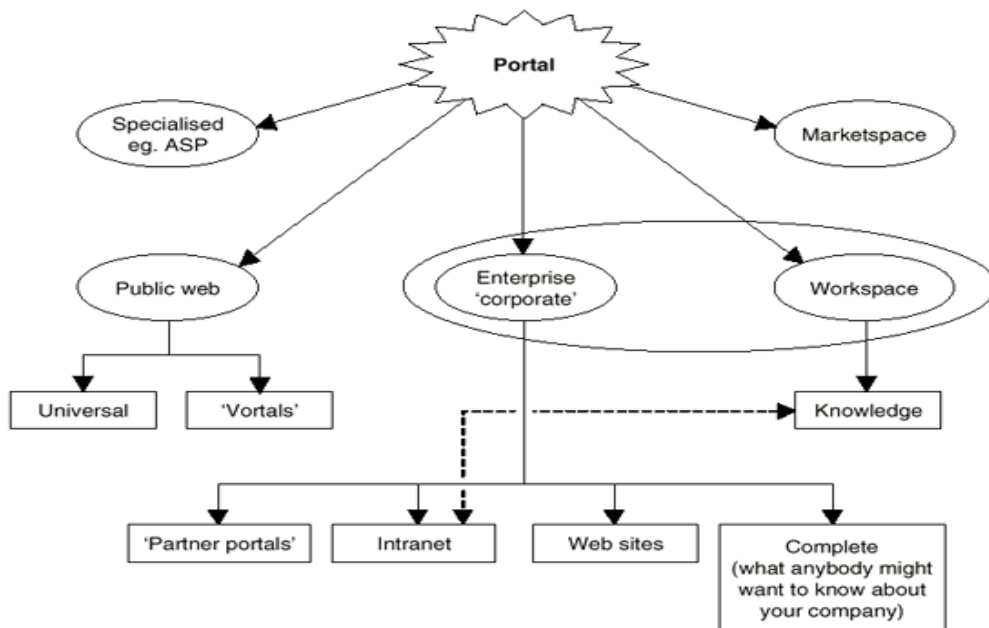 Portal
Specialised
eg. ASP
Marketspace
Public web
Enterprise
‘corporate’
Workspace
Universal
‘Vortals’
Knowledge
‘Partner portals’
Intranet
Web sites
Complete
(what anybody might
want to know about
your company)